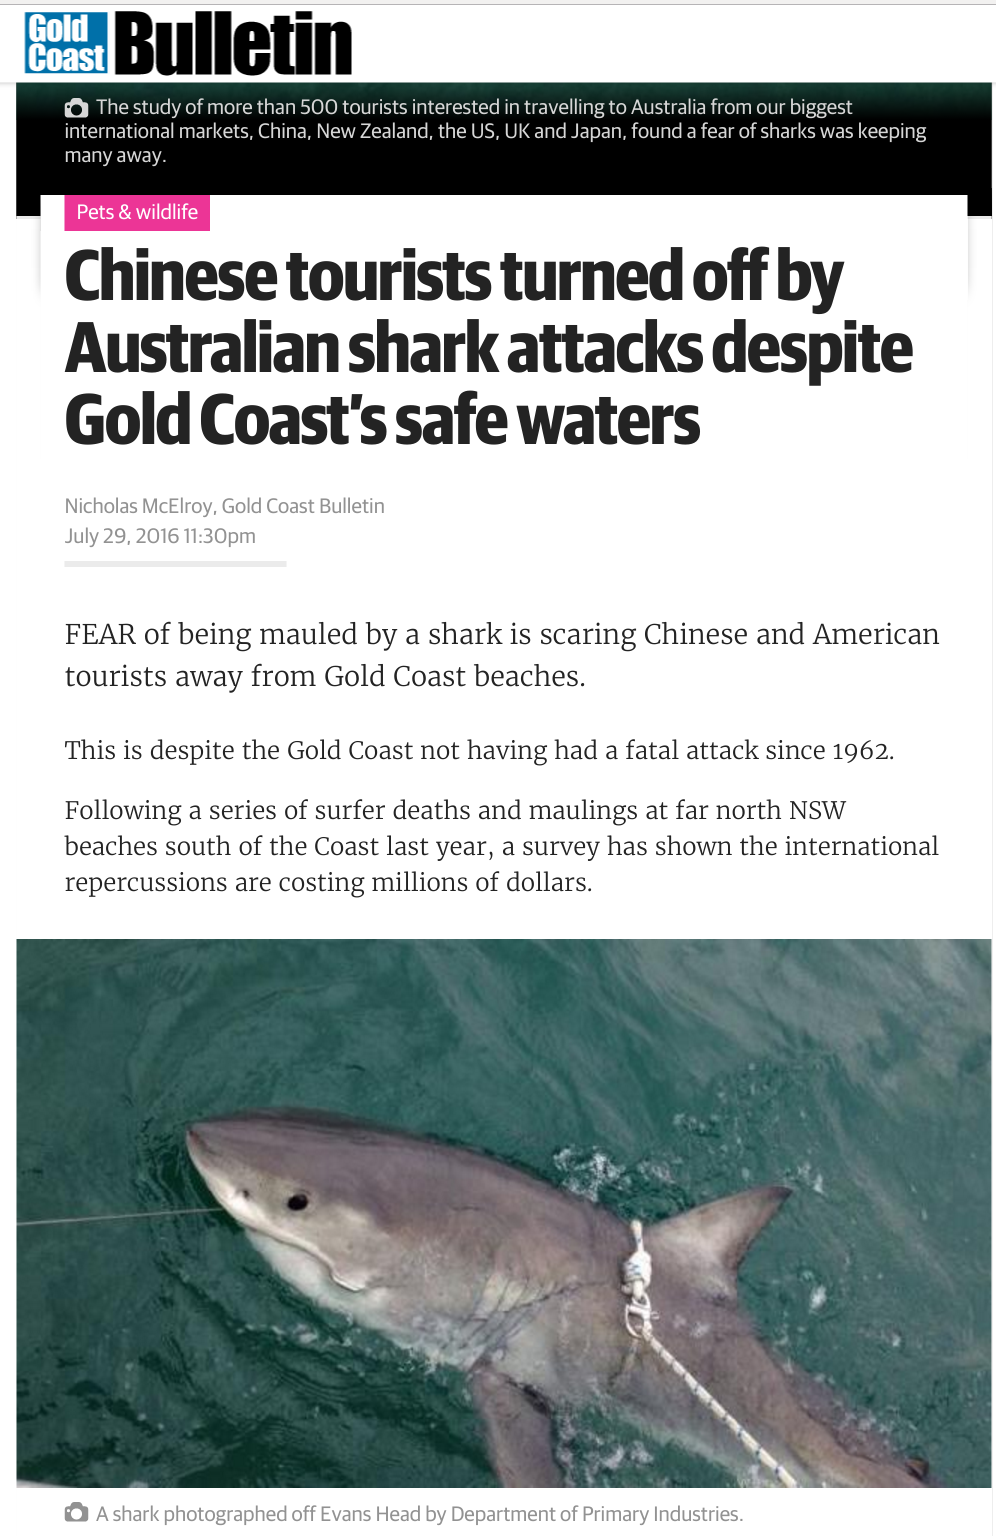 Gold
Coast
Bulletin
The study of more than 500 tourists interested in travelling to Australia from our biggest
international markets, China, New Zealand, the US, UK and Japan, found a fear of sharks was keeping
many away.
Pets & wildlife
Chinese tourists turned off by
Australian shark attacks despite
Gold Coast's safe waters
Nicholas McElroy, Gold Coast Bulletin
July 29, 2016 11:30pm
FEAR of being mauled by a shark is scaring Chinese and American
tourists away from Gold Coast beaches.
This is despite the Gold Coast not having had a fatal attack since 1962.
Following a series of surfer deaths and maulings at far north NSW
beaches south of the Coast last year, a survey has shown the international
repercussions are costing millions of dollars.
A shark photographed off Evans Head by Department of Primary Industries.